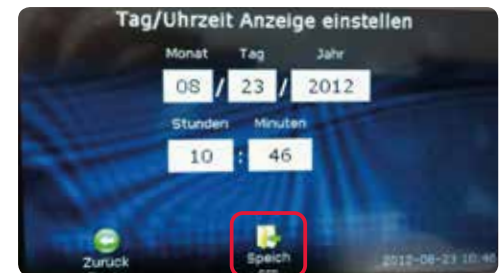 Tag/Uhrzeit Anzeige einstellen
Monat Tag Jahr
08 / 23 / 2012
Stunden Minuten
10 : 46
Zurück
Speich
ern
2012-08-23 10:46